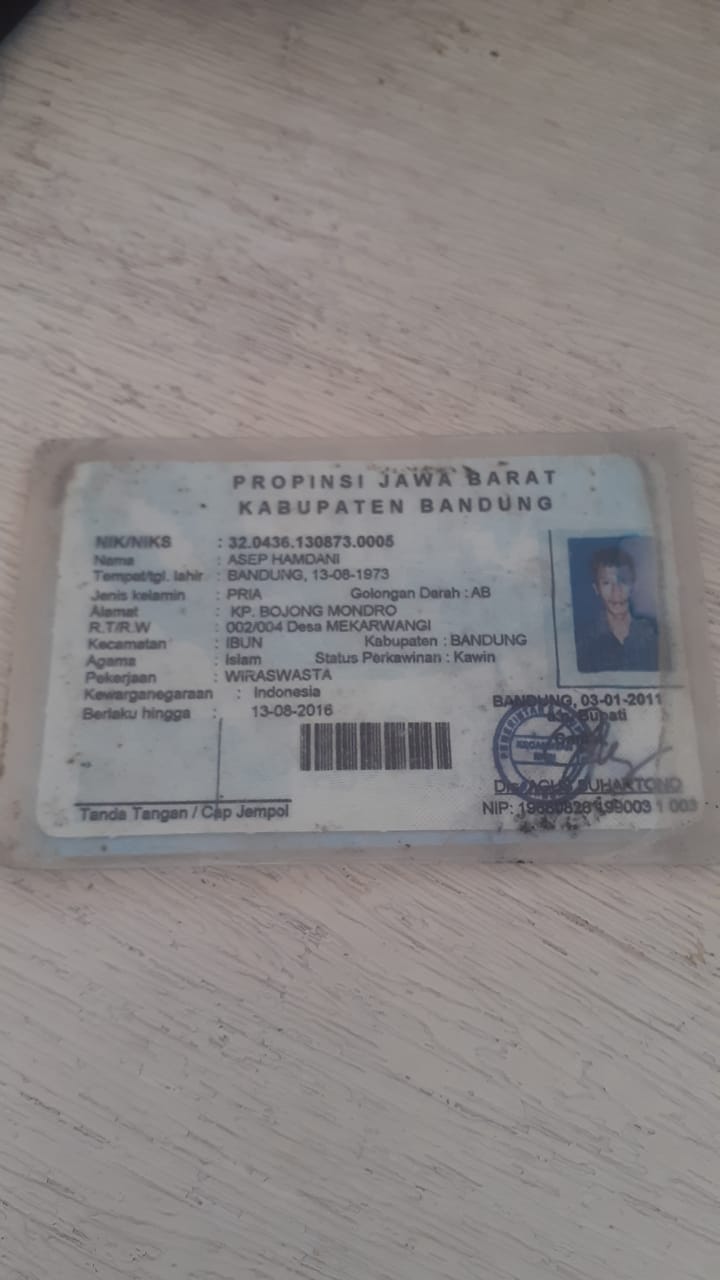 PROPINSI JAWA BARAT
KABUPATEN BANDUNG
NIK/NIKS : 32.0436.130873.0005
Nama : ASEP HAMDANI
Tempat/tgl. lahir : BANDUNG, 13-08-1973
Jenis kelamin : PRIA Golongan Darah : AB
Alamat : KP. BOJONG MONDRO
R.T/R.W : 002/004 Desa MEKARWANGI
Kecamatan : IBUN Kabupaten : BANDUNG
Agama : Islam Status Perkawinan : Kawin
Pekerjaan : WIRASWASTA
Kewarganegaraan : Indonesia
Berlaku hingga : 13-08-2016
BANDUNG, 03-01-2011
Bupati
SUHARTONO
Tanda Tangan / Cap Jempol
NIP: